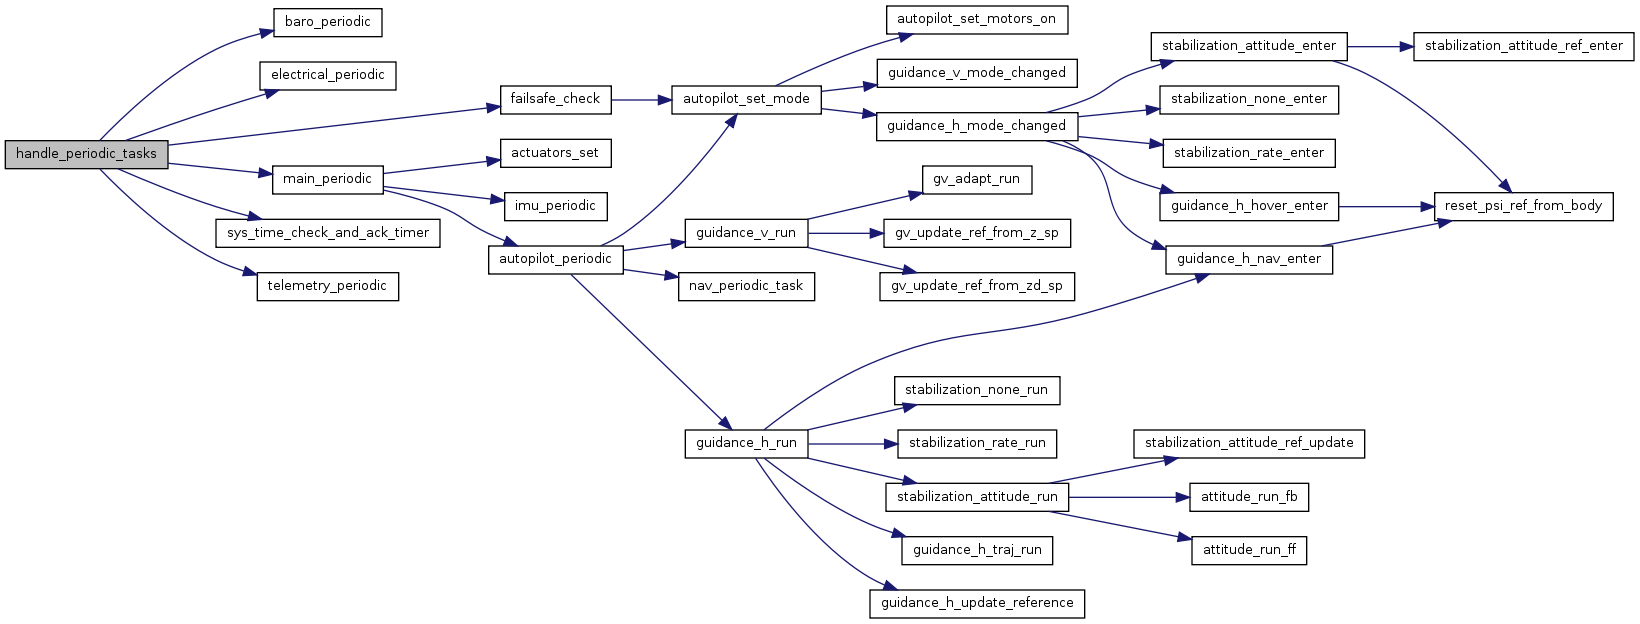 handle_periodic_tasks
baro_periodic
electrical_periodic
failsafe_check
main_periodic
sys_time_check_and_ack_timer
telemetry_periodic
actuators_set
imu_periodic
autopilot_periodic
autopilot_set_mode
guidance_v_run
nav_periodic_task
guidance_h_run
autopilot_set_motors_on
guidance_v_mode_changed
guidance_h_mode_changed
gv_adapt_run
gv_update_ref_from_z_sp
gv_update_ref_from_zd_sp
stabilization_none_run
stabilization_rate_run
stabilization_attitude_run
guidance_h_traj_run
guidance_h_update_reference
stabilization_attitude_enter
stabilization_none_enter
stabilization_rate_enter
guidance_h_hover_enter
guidance_h_nav_enter
stabilization_attitude_ref_update
attitude_run_fb
attitude_run_ff
stabilization_attitude_ref_enter
reset_psi_ref_from_body